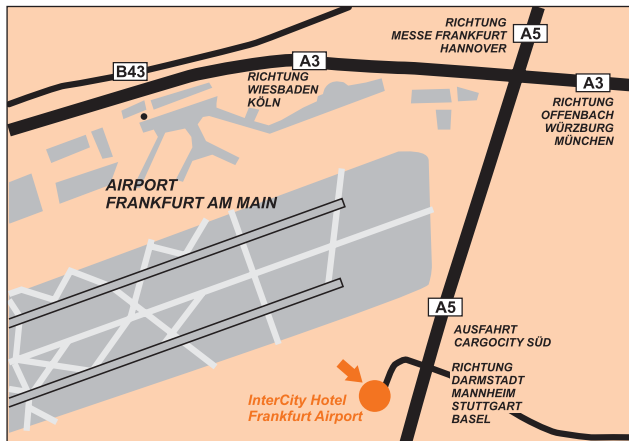 RICHTUNG
MESSE FRANKFURT
HANNOVER
A5
A3
B43
RICHTUNG
WIESBADEN
KÖLN
A3
RICHTUNG
OFFENBACH
WÜRZBURG
MÜNCHEN
AIRPORT
FRANKFURT AM MAIN
A5
AUSFAHRT
CARGOCITY SÜD
RICHTUNG
DARMSTADT
MANNHEIM
STUTTGART
BASEL
InterCity Hotel
Frankfurt Airport